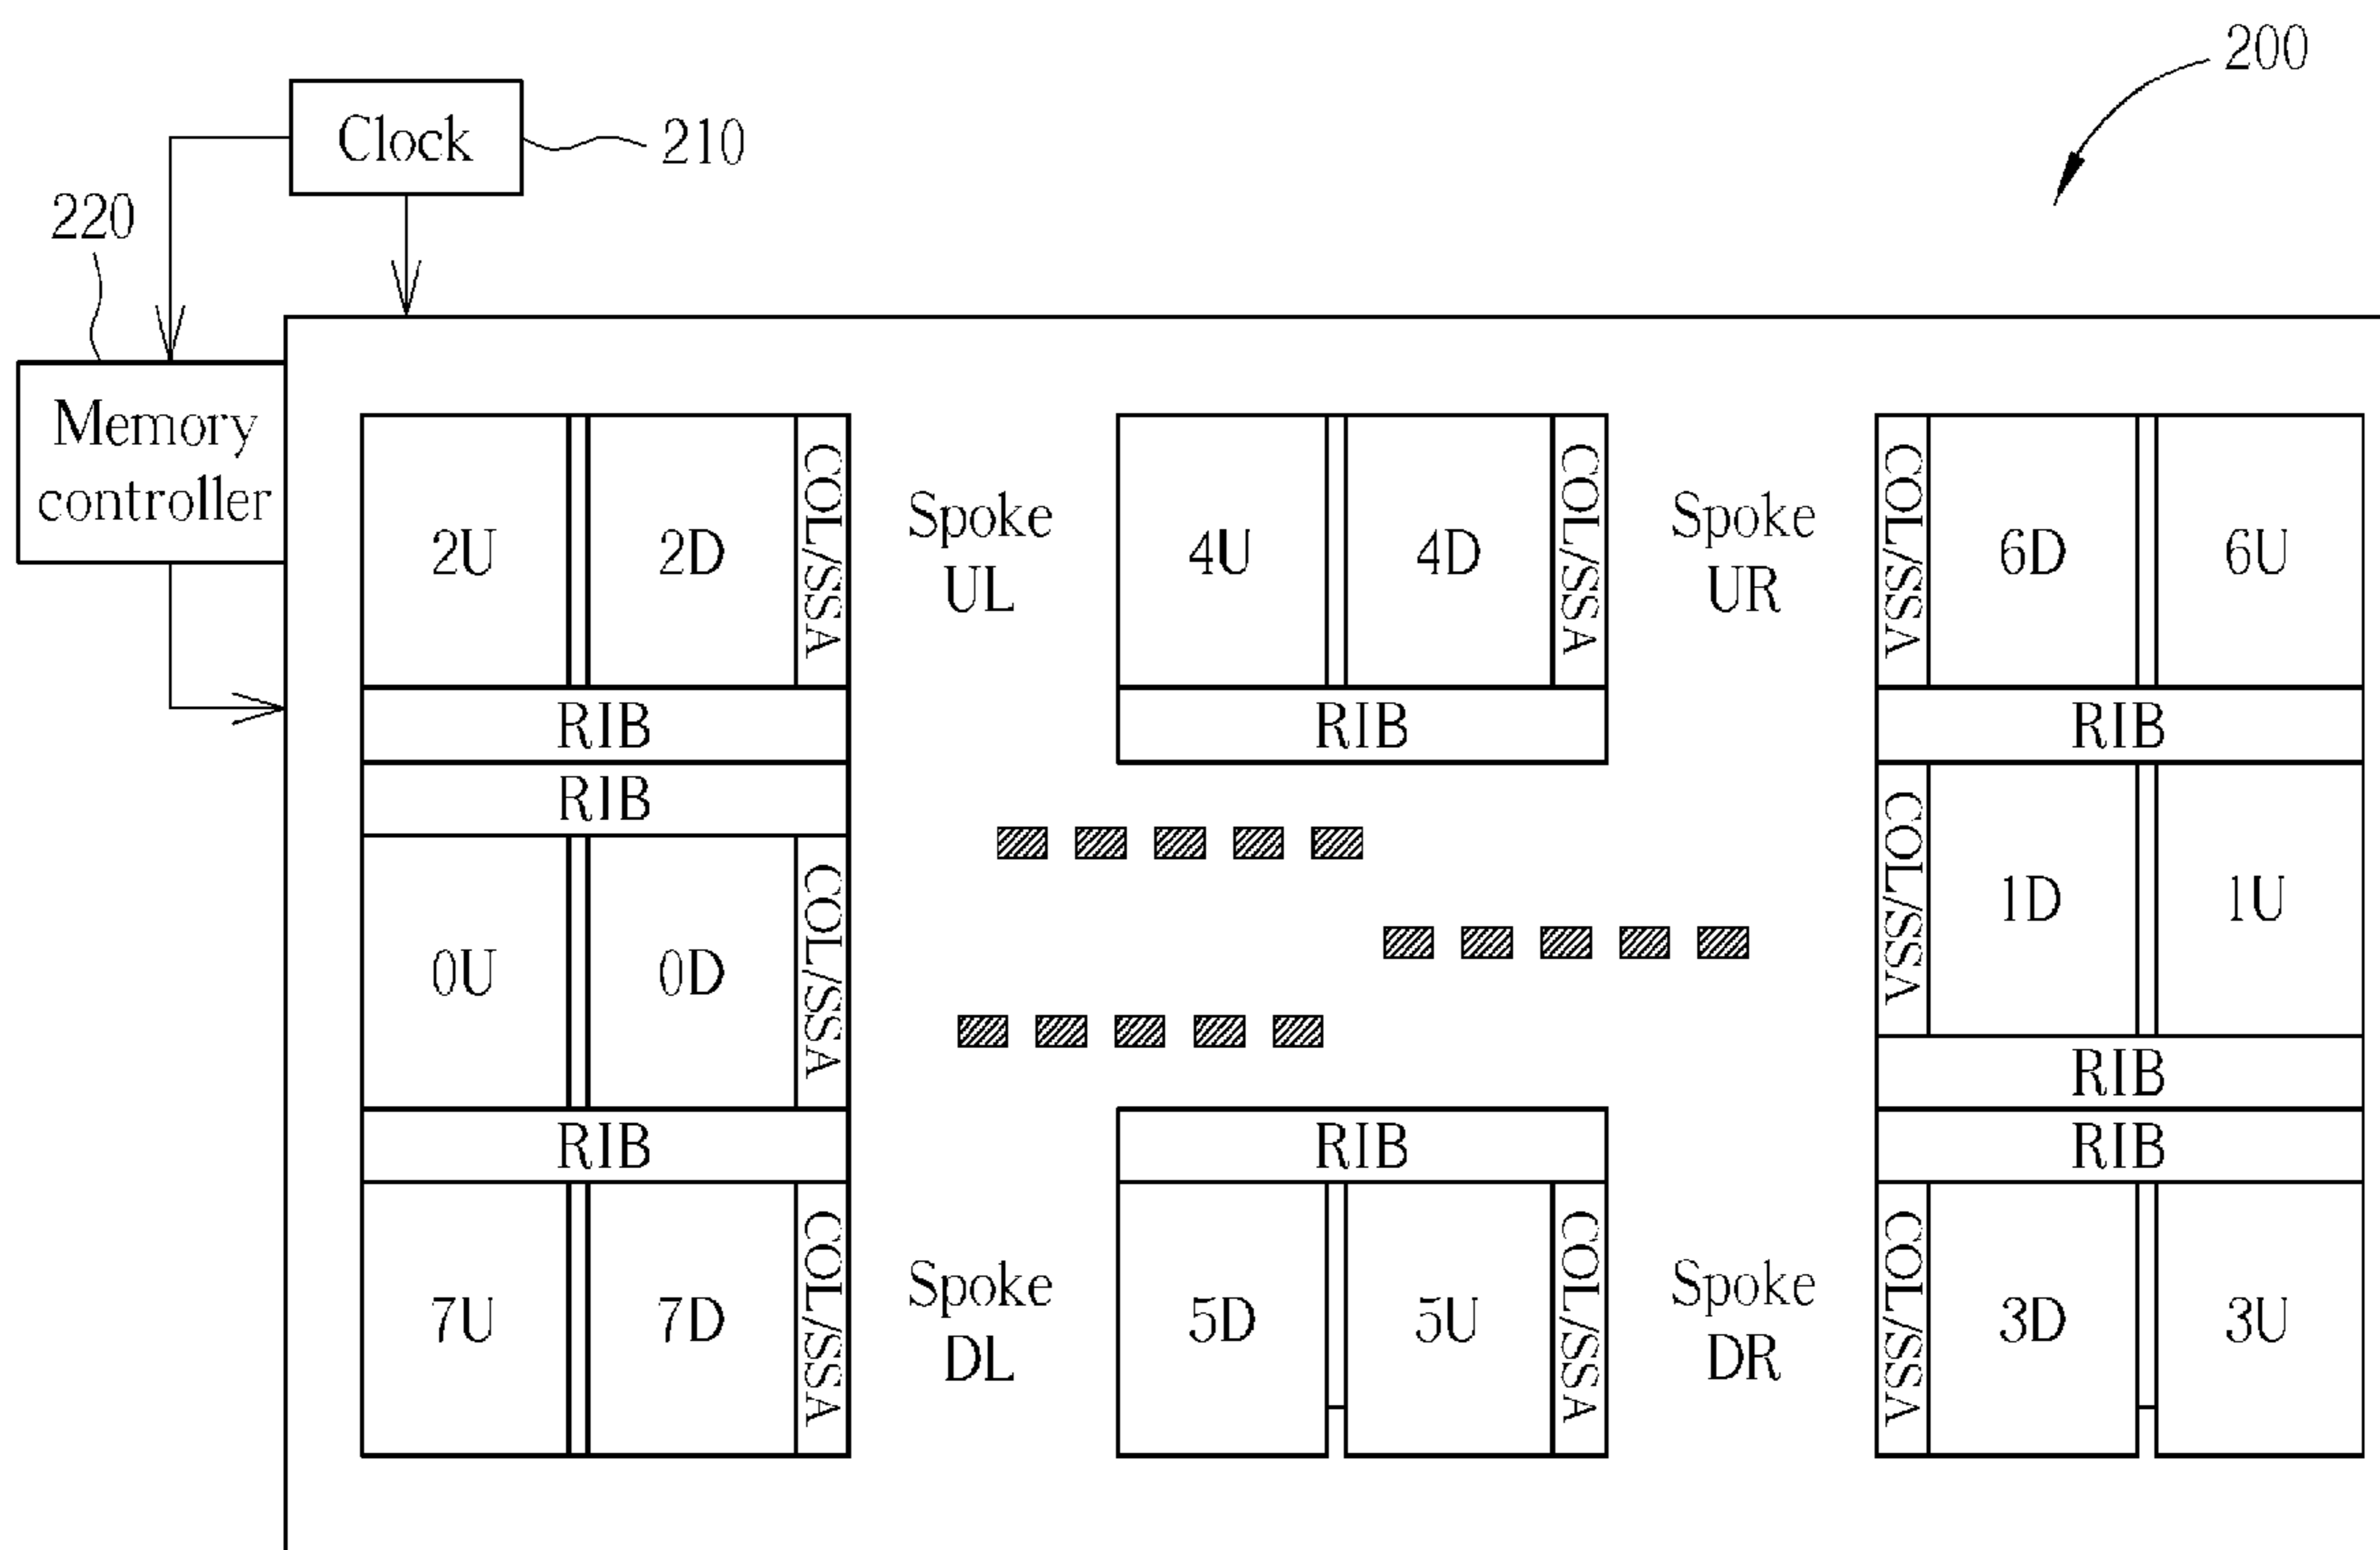 200
Clock
210
220
Memory
controller
2U 2D COL/SSA
Spoke
UL
4U 4D COL/SSA
Spoke
UR
COL/SSA 6D 6U
RIB
RIB
RIB
RIB
0U 0D COL/SSA
COL/SSA 1D 1U
RIB
RIB
RIB
RIB
7U 7D COL/SSA
Spoke
DL
5D 5U COL/SSA
Spoke
DR
COL/SSA 3D 3U